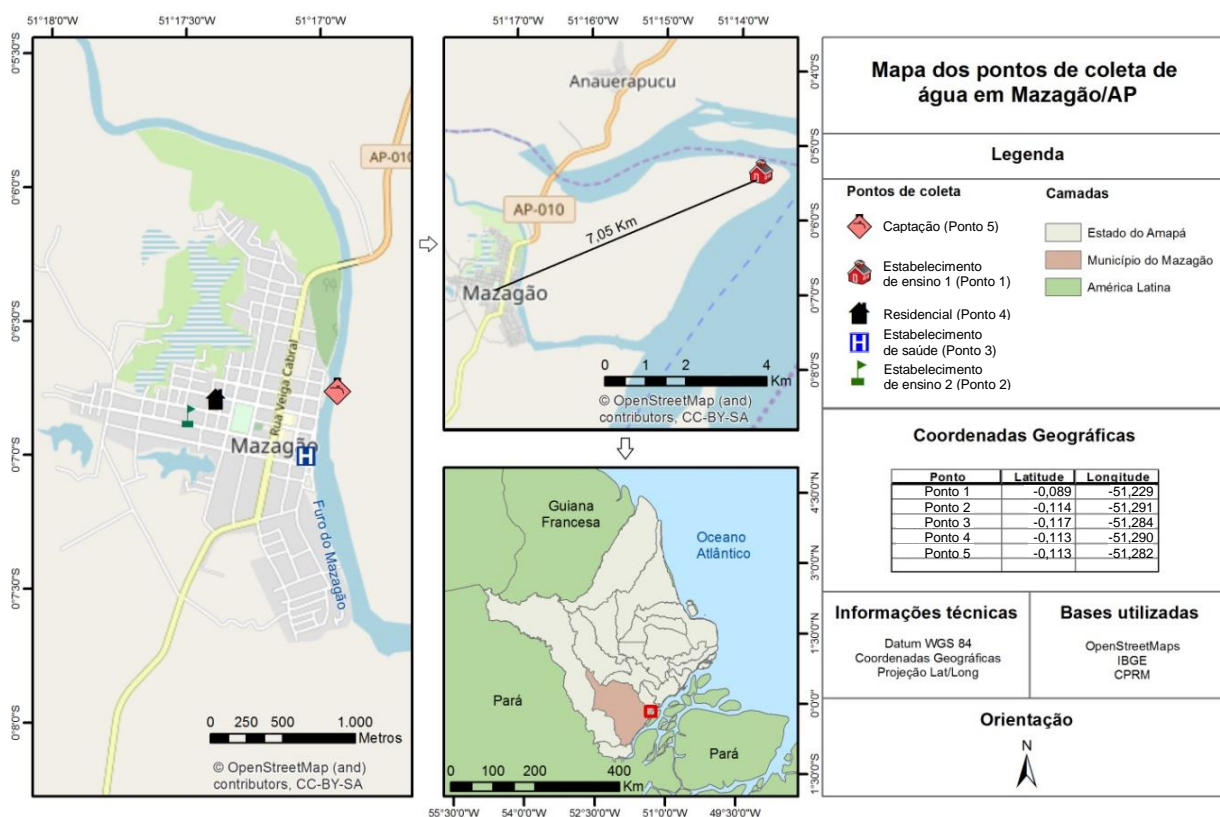 51°18'0"W
51°17'30"W
51°17'0"W
0°5'30"S
0°6'0"S
0°6'30"S
0°7'0"S
0°7'30"S
0°8'0"S
AP-010
Rua Veiga Cabral
Mazagão
Furo do Mazagão
0 250 500 1.000
Metros
© OpenStreetMap (and)
contributors, CC-BY-SA
51°17'0"W
51°16'0"W
51°15'0"W
51°14'0"W
0°4'0"S
0°5'0"S
0°6'0"S
0°7'0"S
0°8'0"S
Anauerapucu
AP-010
7,05 Km
Mazagão
0 1 2 4
Km
© OpenStreetMap (and)
contributors, CC-BY-SA
Guiana
Francesa
Oceano
Atlântico
Pará
Pará
0 100 200 400
Km
4°30'0"N
3°0'0"N
1°30'0"N
0°0'0"
1°30'0"S
55°30'0"W
54°0'0"W
52°30'0"W
51°0'0"W
49°30'0"W
Mapa dos pontos de coleta de
água em Mazagão/AP
Legenda
Pontos de coleta
Captação (Ponto 5)
Estabelecimento
de ensino 1 (Ponto 1)
Residencial (Ponto 4)
H
Estabelecimento
de saúde (Ponto 3)
Estabelecimento
de ensino 2 (Ponto 2)
Camadas
Estado do Amapá
Município do Mazagão
América Latina
Coordenadas Geográficas
Ponto Latitude Longitude
Ponto 1 -0,089 -51,229
Ponto 2 -0,114 -51,291
Ponto 3 -0,117 -51,284
Ponto 4 -0,113 -51,290
Ponto 5 -0,113 -51,282
Informações técnicas
Datum WGS 84
Coordenadas Geográficas
Projeção Lat/Long
Bases utilizadas
OpenStreetMaps
IBGE
CPRM
Orientação
N